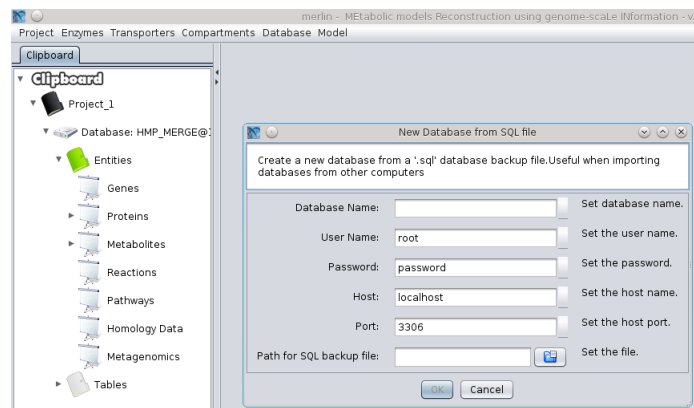 merlin - MEtabolic models Reconstruction using genome-scaLe INformation - v
Project Enzymes Transporters Compartments Database Model
Clipboard
Clipboard
Project_1
Database: HMP_MERGE@
Entities
Genes
Proteins
Metabolites
Reactions
Pathways
Homology Data
Metagenomics
Tables
New Database from SQL file
Create a new database from a '.sql' database backup file.Useful when importing
databases from other computers
Database Name: Set database name.
User Name: root Set the user name.
Password: password Set the password.
Host: localhost Set the host name.
Port: 3306 Set the host port.
Path for SQL backup file: Set the file.
OK Cancel